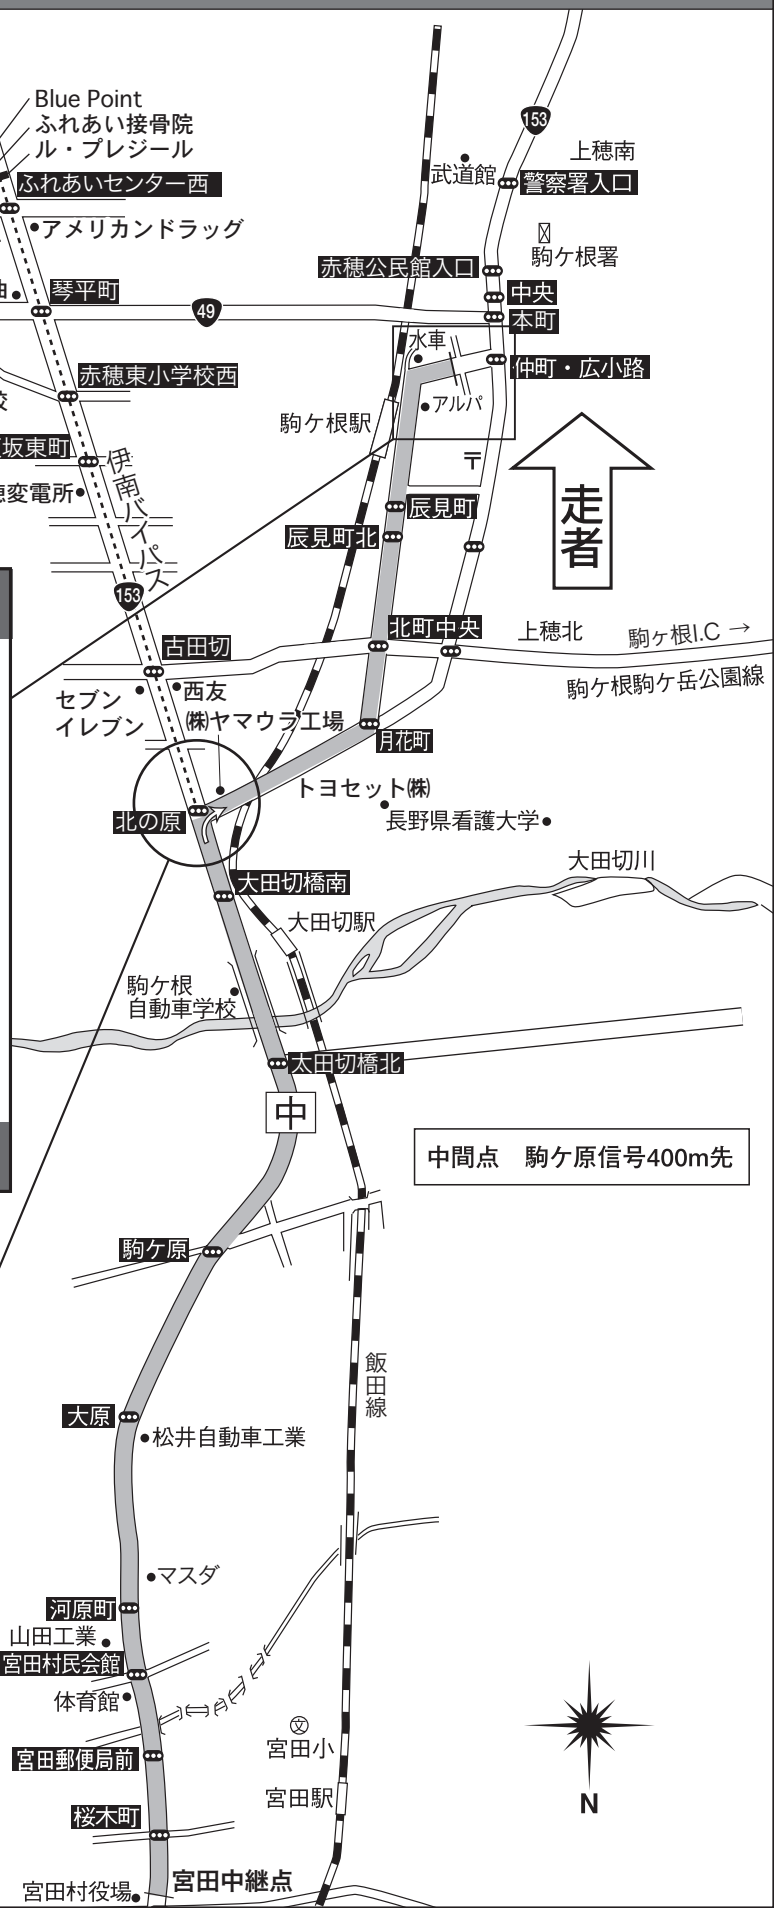 Blue Point
ふれあい接骨院
ル・プレジール
ふれあいセンター西
アメリカンドラッグ
琴平町
49
赤穂東小学校西
坂東町
変電所
伊南バイパス
153
153
武道館
上穂南
警察署入口
駒ケ根署
赤穂公民館入口
中央
本町
水車
仲町・広小路
アルパ
駒ケ根駅
〒
走者
辰見町
辰見町北
北町中央
上穂北
駒ヶ根I.C →
駒ケ根駒ケ岳公園線
古田切
セブン
イレブン
西友
㈱ヤマウラ工場
月花町
トヨセット㈱
長野県看護大学
北の原
大田切川
大田切橋南
大田切駅
駒ケ根
自動車学校
太田切橋北
中
中間点　駒ケ原信号400m先
駒ケ原
飯田線
大原
松井自動車工業
マスダ
河原町
山田工業
宮田村民会館
体育館
文
宮田小
宮田郵便局前
宮田駅
N
桜木町
宮田中継点
宮田村役場